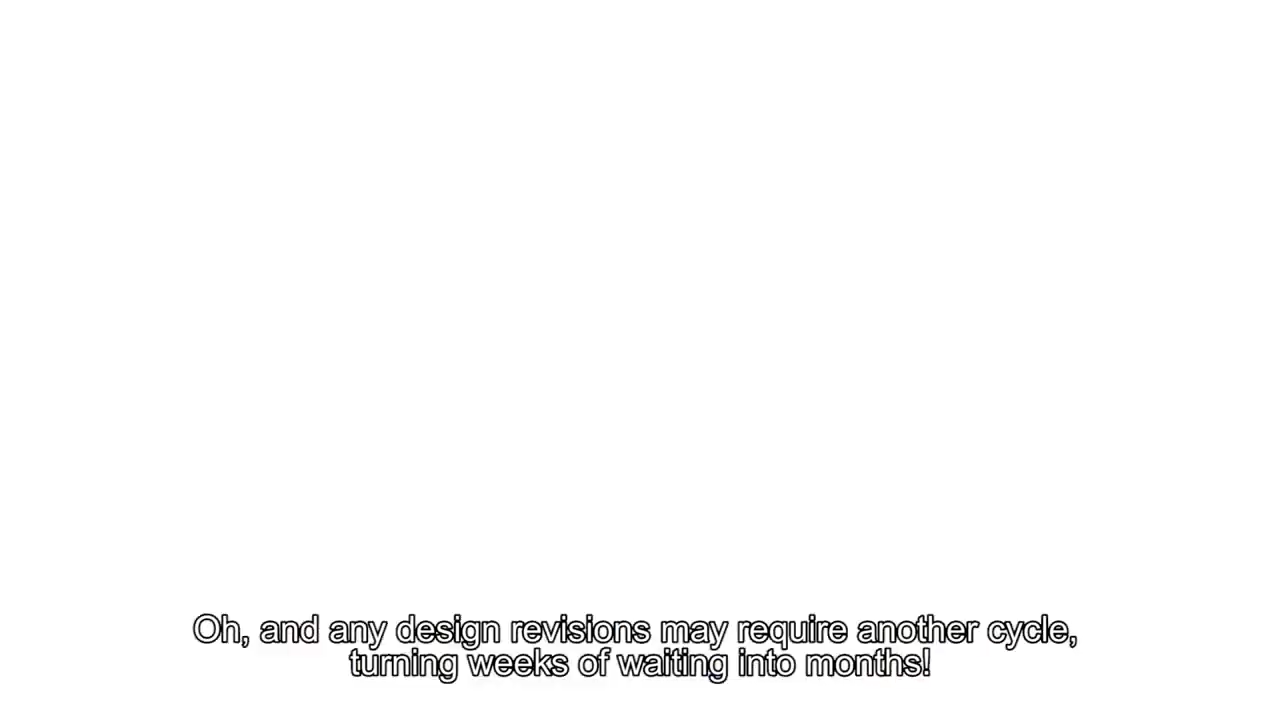 Oh, and any design revisions may require another cycle,
turning weeks of waiting into months!